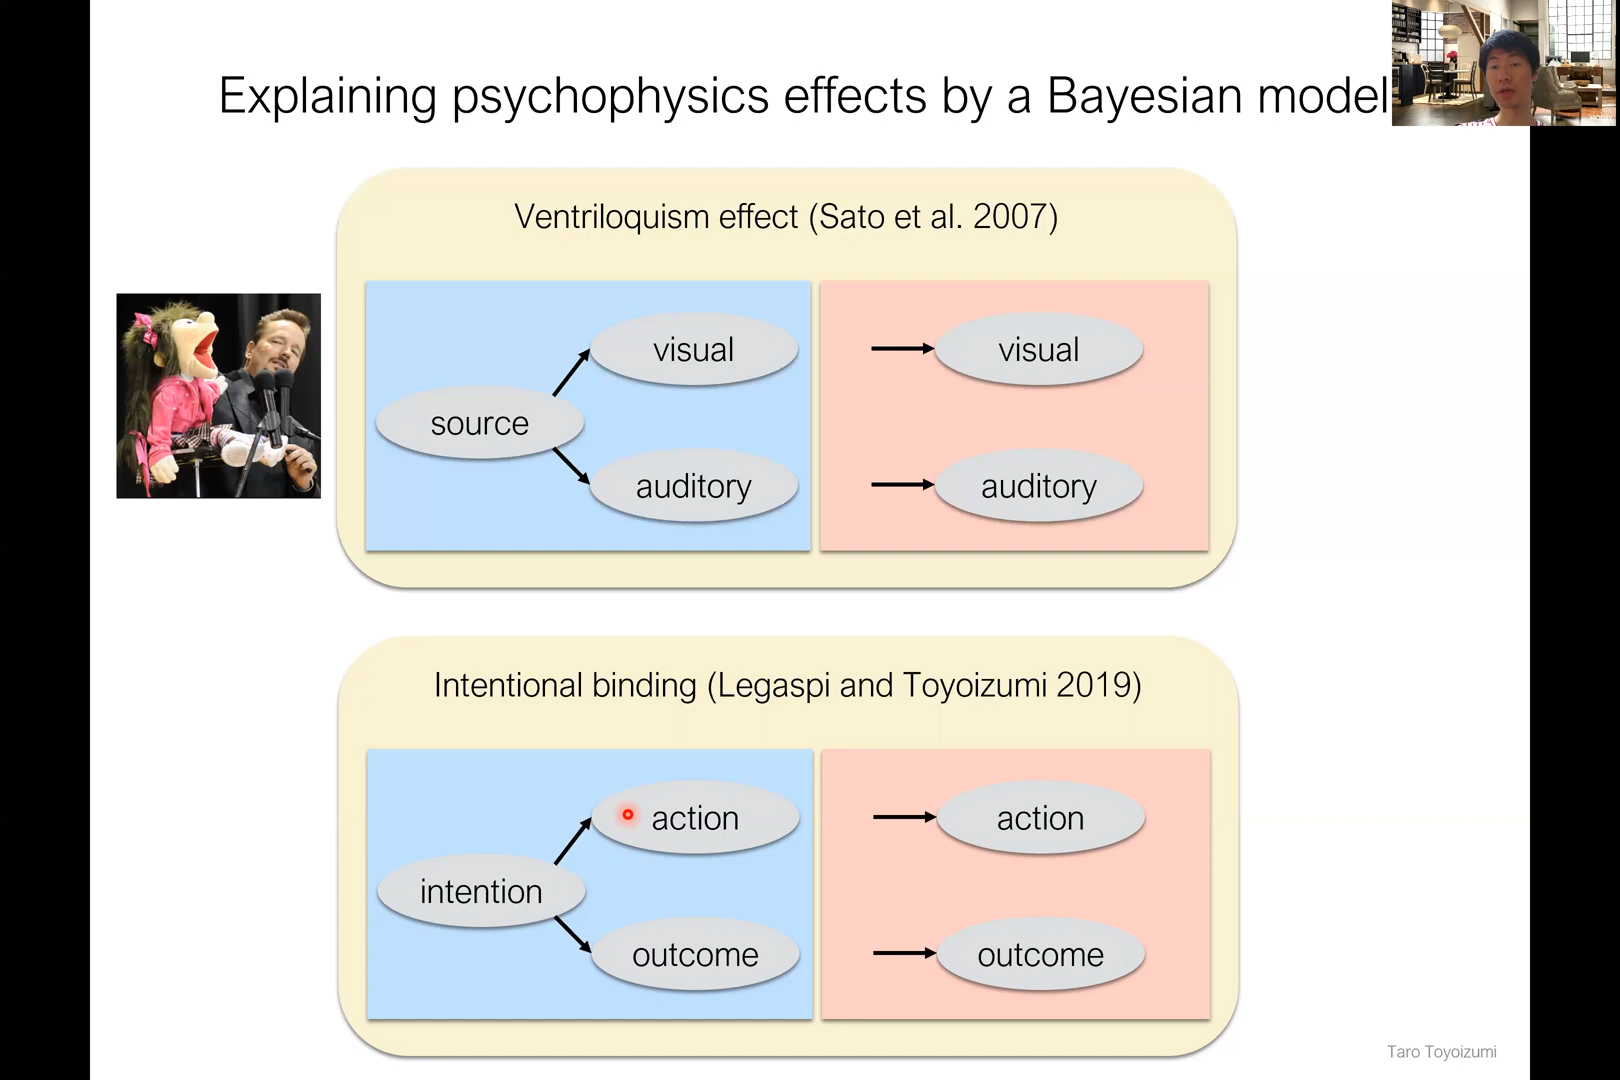 Explaining psychophysics effects by a Bayesian model
Ventriloquism effect (Sato et al. 2007)
visual
source
auditory
visual
auditory
Intentional binding (Legaspi and Toyoizumi 2019)
action
intention
outcome
action
outcome
Taro Toyoizumi